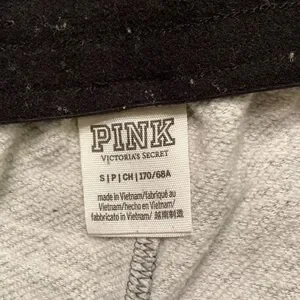 PINK
VICTORIA'S SECRET
S|P|CH|170/68A
made in Vietnam/fabriqué au
Vietnam/hecho en Vietnam/
fabbricato in Vietnam/ 越南制造